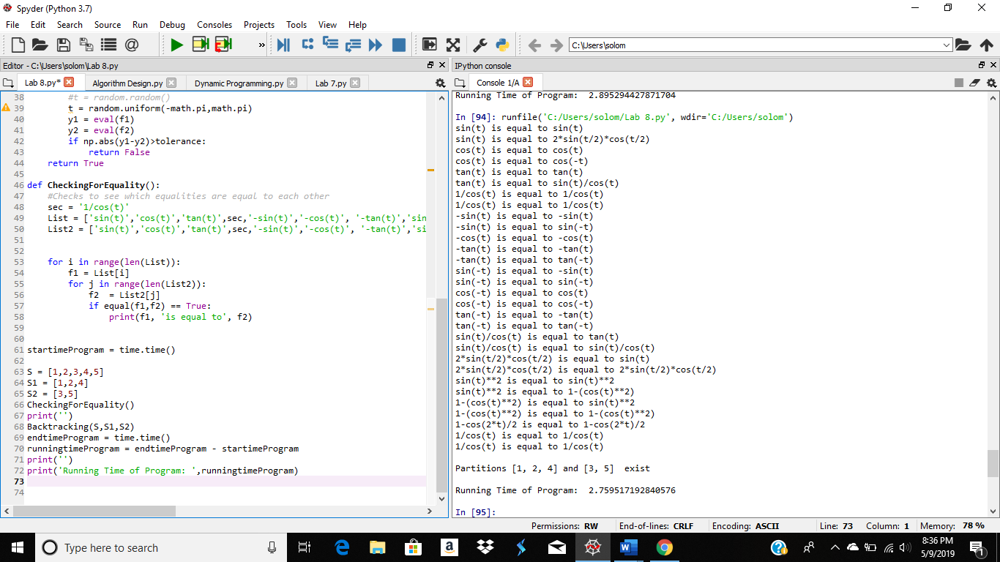 Spyder (Python 3.7)
File Edit Search Source Run Debug Consoles Projects Tools View Help
C:\Users\solom
Editor - C:\Users\solom\Lab 8.py
Lab 8.py* Algorithm Design.py Dynamic Programming.py Lab 7.py
38 #t = random.random()
39 t = random.uniform(-math.pi,math.pi)
40 y1 = eval(f1)
41 y2 = eval(f2)
42 if np.abs(y1-y2)>tolerance:
43 return False
44 return True
45
46 def CheckingForEquality():
47 #Checks to see which equalities are equal to each other
48 sec = '1/cos(t)'
49 List = ['sin(t)','cos(t)','tan(t)',sec,'-sin(t)','-cos(t)', '-tan(t)','sin
50 List2 = ['sin(t)','cos(t)','tan(t)',sec,'-sin(t)','-cos(t)', '-tan(t)','si
51
52
53 for i in range(len(List)):
54 f1 = List[i]
55 for j in range(len(List2)):
56 f2  = List2[j]
57 if equal(f1,f2) == True:
58 print(f1, 'is equal to', f2)
59
60
61 startimeProgram = time.time()
62
63 S = [1,2,3,4,5]
64 S1 = [1,2,4]
65 S2 = [3,5]
66 CheckingForEquality()
67 print('')
68 Backtracking(S,S1,S2)
69 endtimeProgram = time.time()
70 runningtimeProgram = endtimeProgram - startimeProgram
71 print('')
72 print('Running Time of Program: ',runningtimeProgram)
73
74
IPython console
Console 1/A
Running Time of Program:  2.895294427871704
In [94]: runfile('C:/Users/solom/Lab 8.py', wdir='C:/Users/solom')
sin(t) is equal to sin(t)
sin(t) is equal to 2*sin(t/2)*cos(t/2)
cos(t) is equal to cos(t)
cos(t) is equal to cos(-t)
tan(t) is equal to tan(t)
tan(t) is equal to sin(t)/cos(t)
1/cos(t) is equal to 1/cos(t)
1/cos(t) is equal to 1/cos(t)
-sin(t) is equal to -sin(t)
-sin(t) is equal to sin(-t)
-cos(t) is equal to -cos(t)
-tan(t) is equal to -tan(t)
-tan(t) is equal to tan(-t)
sin(-t) is equal to -sin(t)
sin(-t) is equal to sin(-t)
cos(-t) is equal to cos(t)
cos(-t) is equal to cos(-t)
tan(-t) is equal to -tan(t)
tan(-t) is equal to tan(-t)
sin(t)/cos(t) is equal to tan(t)
sin(t)/cos(t) is equal to sin(t)/cos(t)
2*sin(t/2)*cos(t/2) is equal to sin(t)
2*sin(t/2)*cos(t/2) is equal to 2*sin(t/2)*cos(t/2)
sin(t)**2 is equal to sin(t)**2
sin(t)**2 is equal to 1-(cos(t)**2)
1-(cos(t)**2) is equal to sin(t)**2
1-(cos(t)**2) is equal to 1-(cos(t)**2)
1-cos(2*t)/2 is equal to 1-cos(2*t)/2
1/cos(t) is equal to 1/cos(t)
1/cos(t) is equal to 1/cos(t)
Partitions [1, 2, 4] and [3, 5]  exist
Running Time of Program:  2.759517192840576
In [95]:
Permissions: RW End-of-lines: CRLF Encoding: ASCII Line: 73 Column: 1 Memory: 78 %
Type here to search
8:36 PM
5/9/2019
1